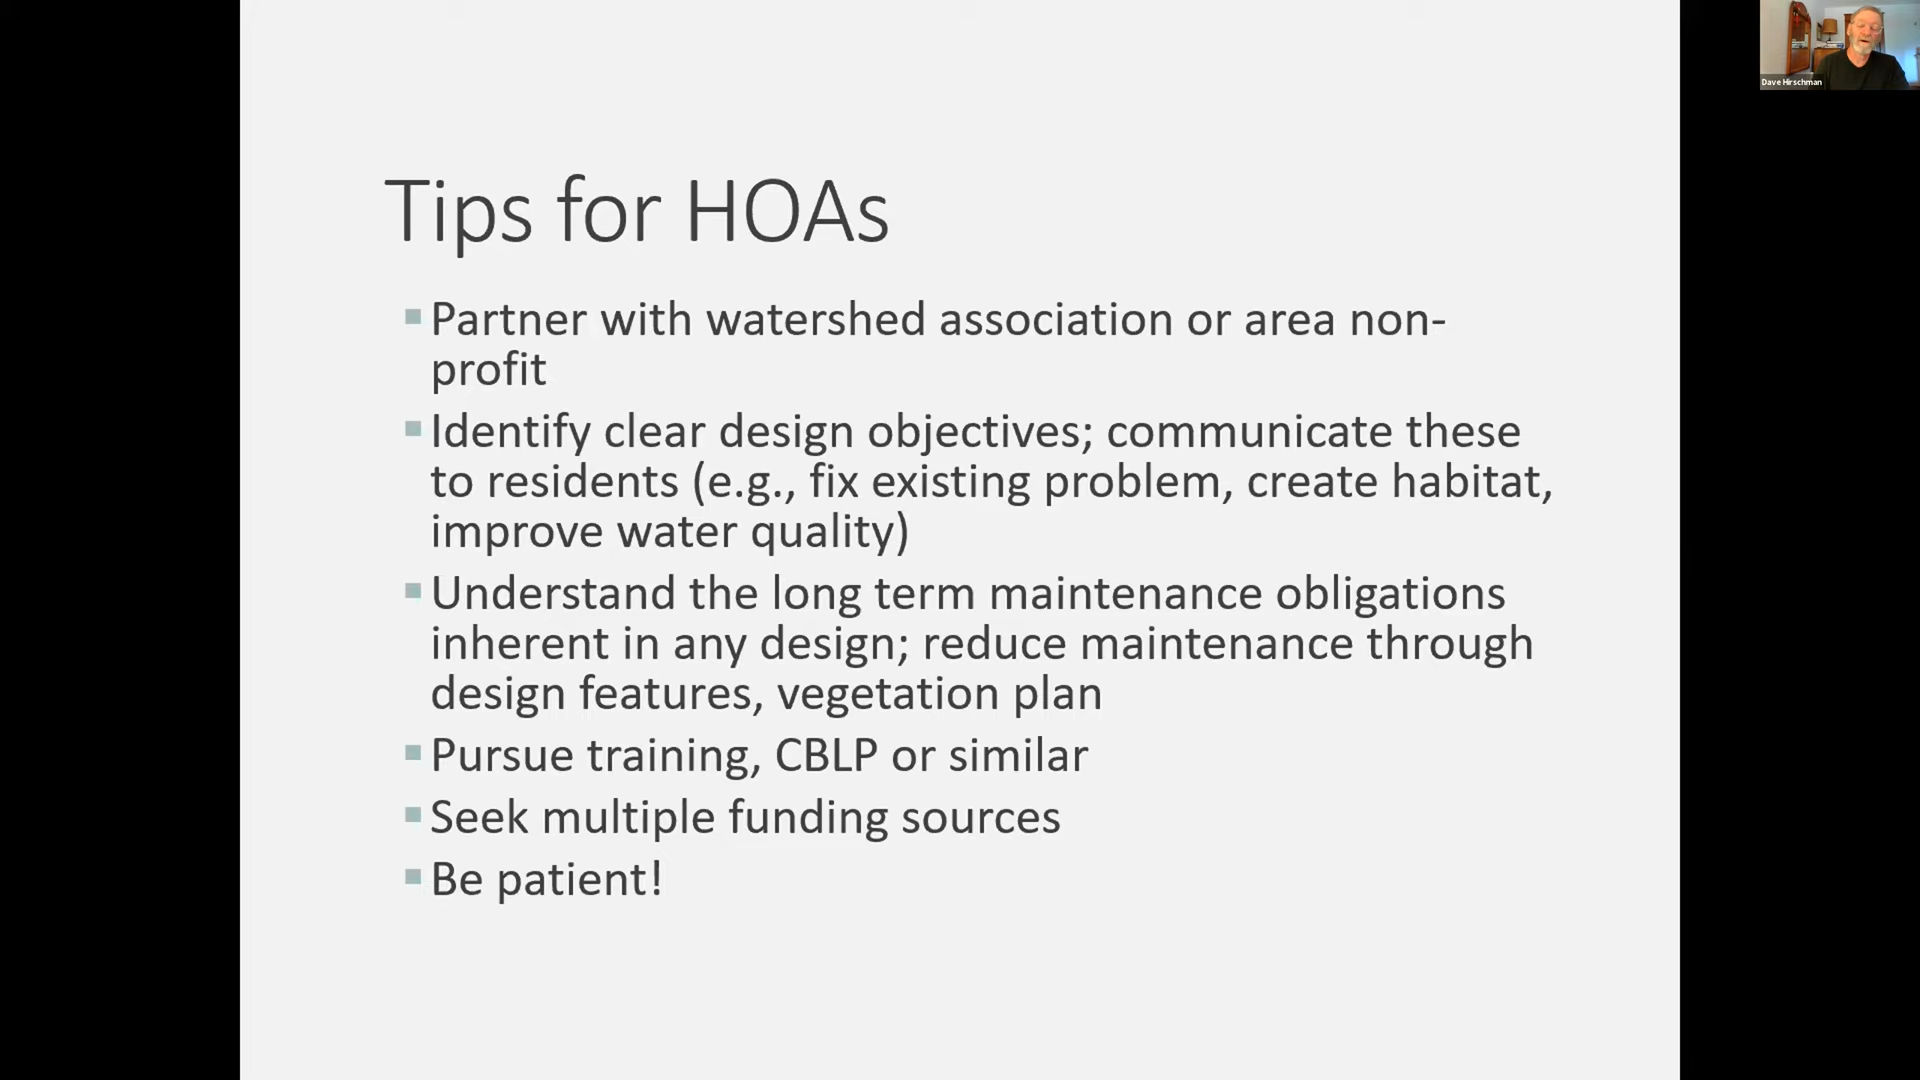 Dave Hirschman
Tips for HOAs
Partner with watershed association or area non-
profit
Identify clear design objectives; communicate these
to residents (e.g., fix existing problem, create habitat,
improve water quality)
Understand the long term maintenance obligations
inherent in any design; reduce maintenance through
design features, vegetation plan
Pursue training, CBLP or similar
Seek multiple funding sources
Be patient!